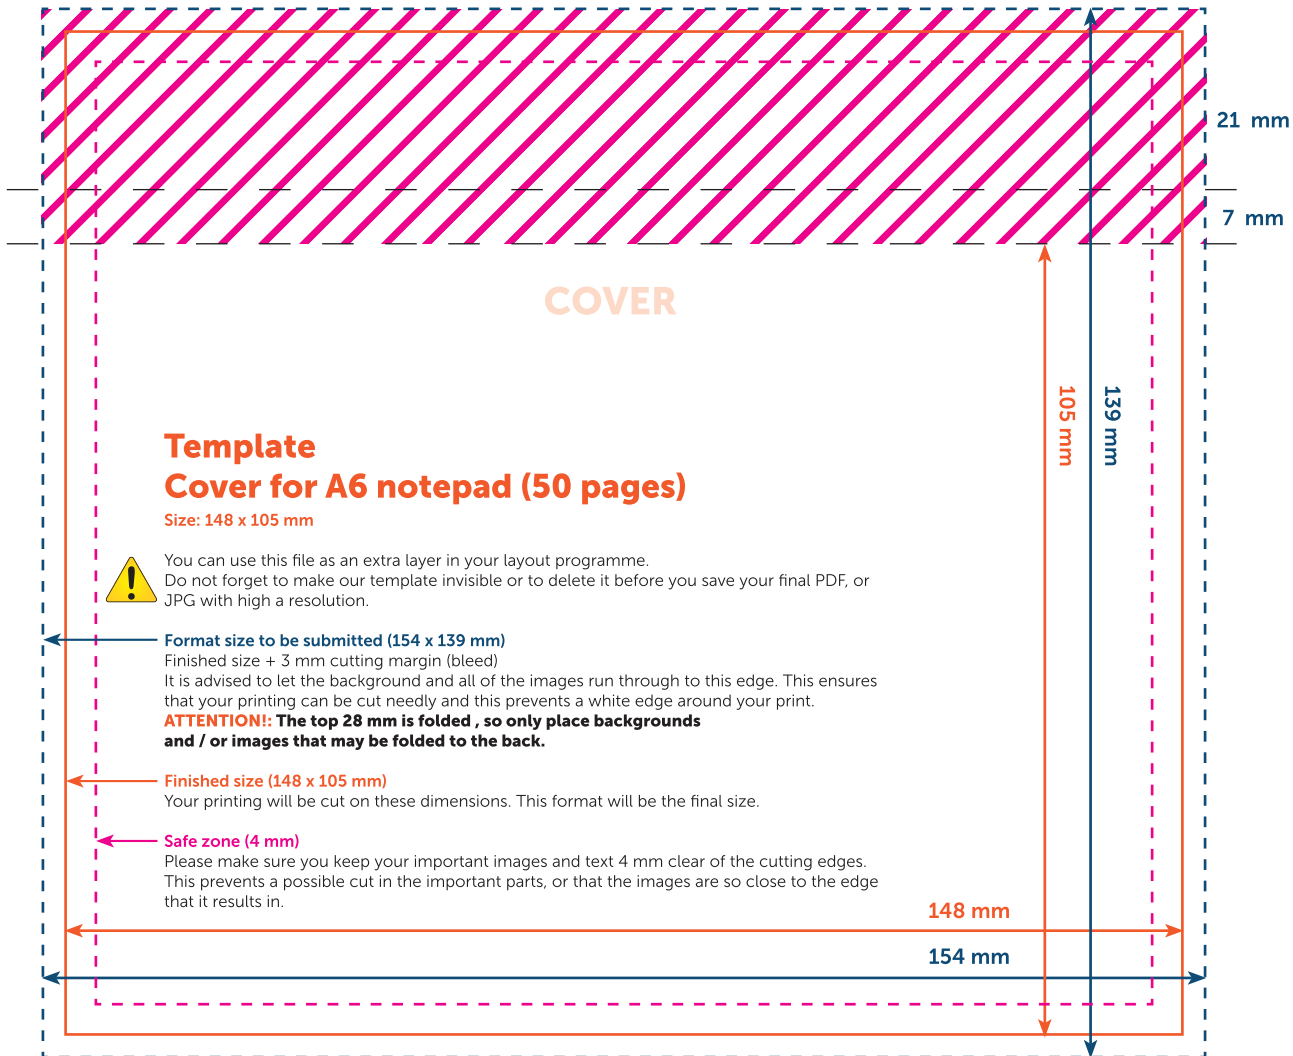 21 mm
7 mm
COVER
105 mm
139 mm
Template
Cover for A6 notepad (50 pages)
Size: 148 x 105 mm
You can use this file as an extra layer in your layout programme.
Do not forget to make our template invisible or to delete it before you save your final PDF, or
JPG with high a resolution.
Format size to be submitted (154 x 139 mm)
Finished size + 3 mm cutting margin (bleed)
It is advised to let the background and all of the images run through to this edge. This ensures
that your printing can be cut needly and this prevents a white edge around your print.
ATTENTION!: The top 28 mm is folded , so only place backgrounds
and / or images that may be folded to the back.
Finished size (148 x 105 mm)
Your printing will be cut on these dimensions. This format will be the final size.
Safe zone (4 mm)
Please make sure you keep your important images and text 4 mm clear of the cutting edges.
This prevents a possible cut in the important parts, or that the images are so close to the edge
that it results in.
148 mm
154 mm